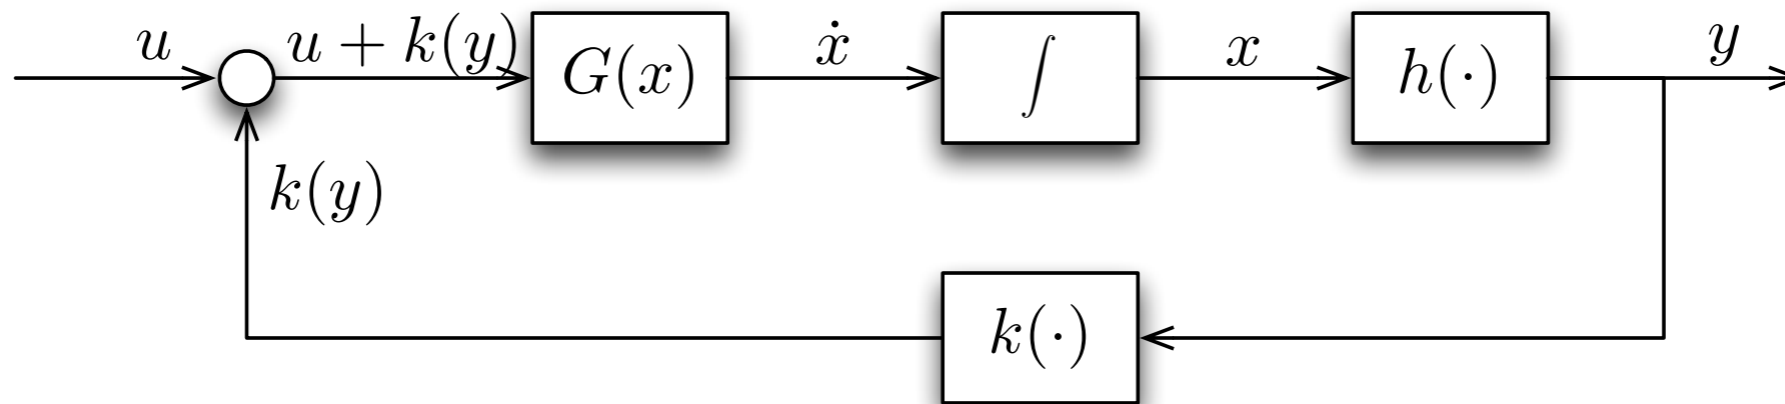 u u + k(y) G(x) ẋ ∫ x h(·) y
k(y)
k(·)